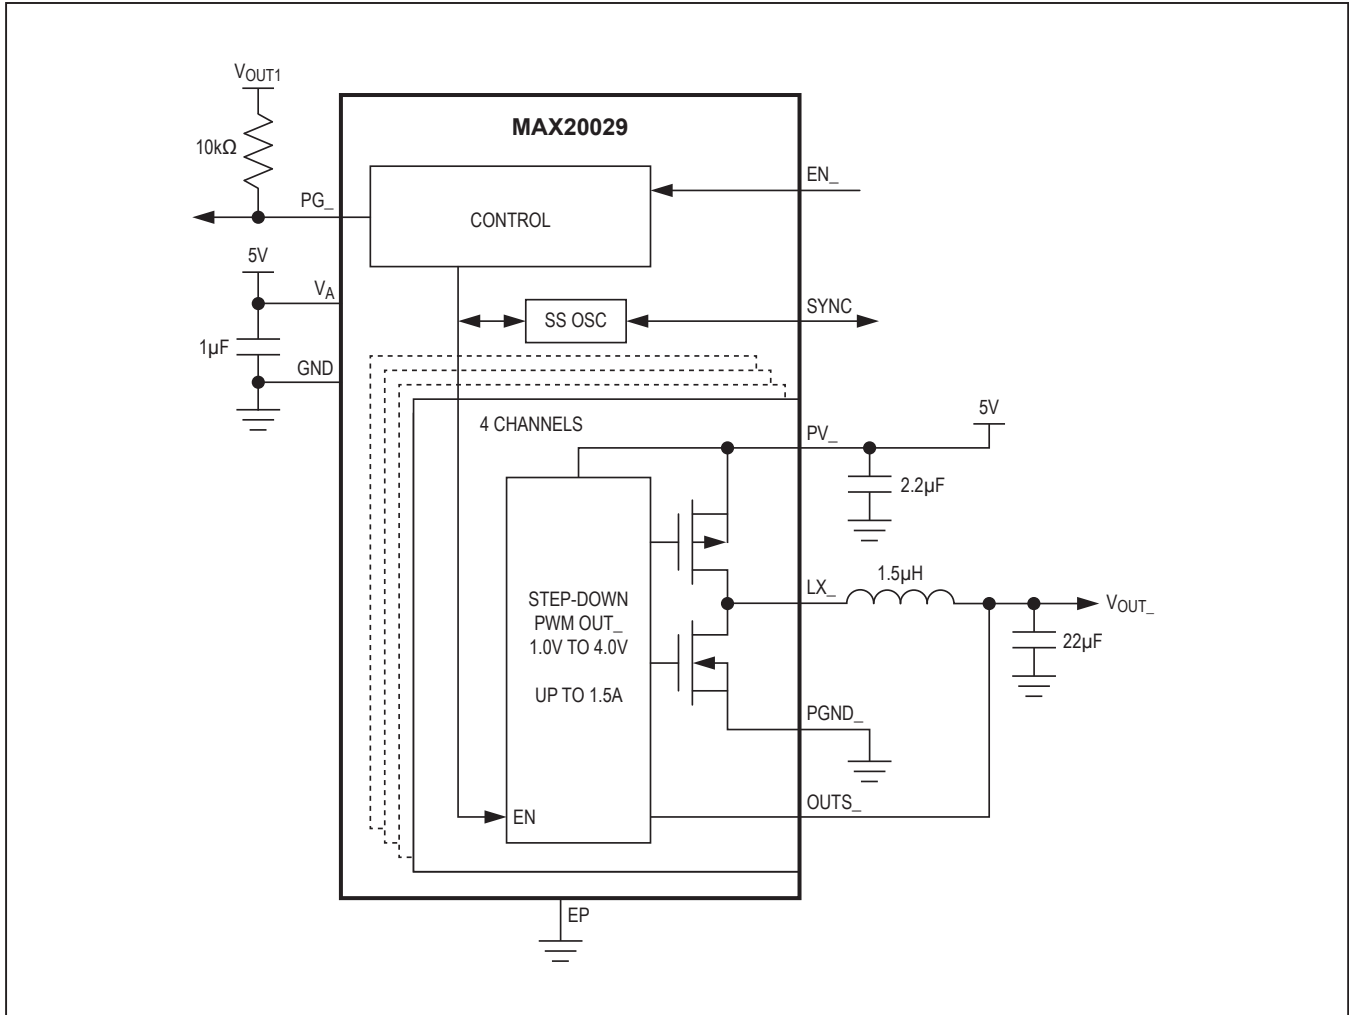 VOUT1
MAX20029
10kΩ
EN_
PG_
CONTROL
5V
VA
SS OSC
SYNC
1µF
GND
4 CHANNELS
PV_
5V
2.2µF
STEP-DOWN
PWM OUT_
1.0V TO 4.0V
UP TO 1.5A
LX_
1.5µH
VOUT_
22µF
PGND_
OUTS_
EN
EP